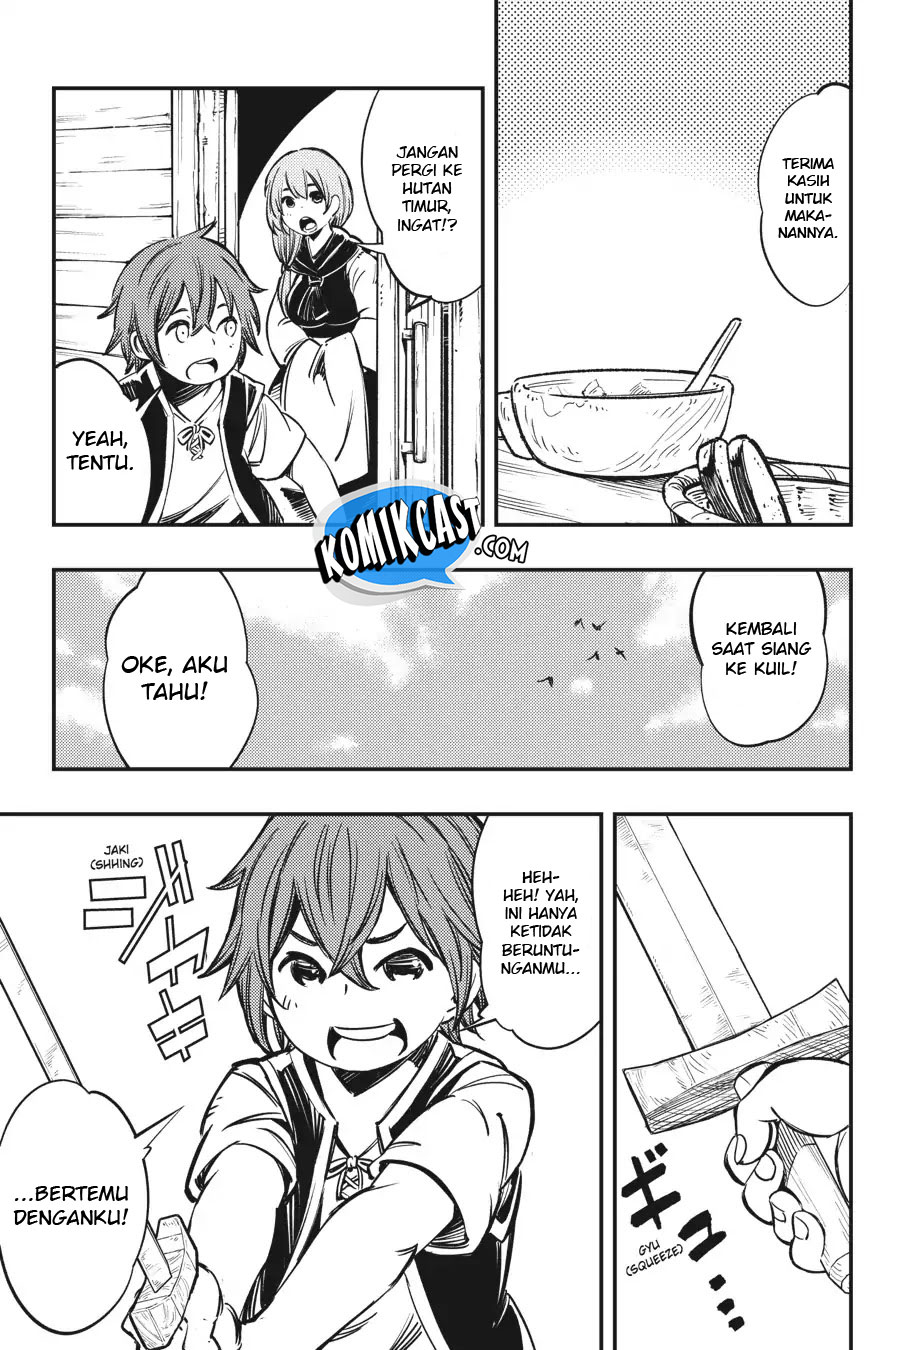 TERIMA
KASIH
UNTUK
MAKA-
NANNYA.
JANGAN
PERGI KE
HUTAN
TIMUR,
INGAT!?
YEAH,
TENTU.
KOMIKCAST
.COM
KEMBALI
SAAT SIANG
KE KUIL!
OKE, AKU
TAHU!
ギュ...
GYU
(SQUEEZE)
HEH-
HEH! YAH,
INI HANYA
KETIDAK
BERUNTU-
NGANMU...
ジャキ
JAKI
(SHHING)
...BERTEMU
DENGANKU!